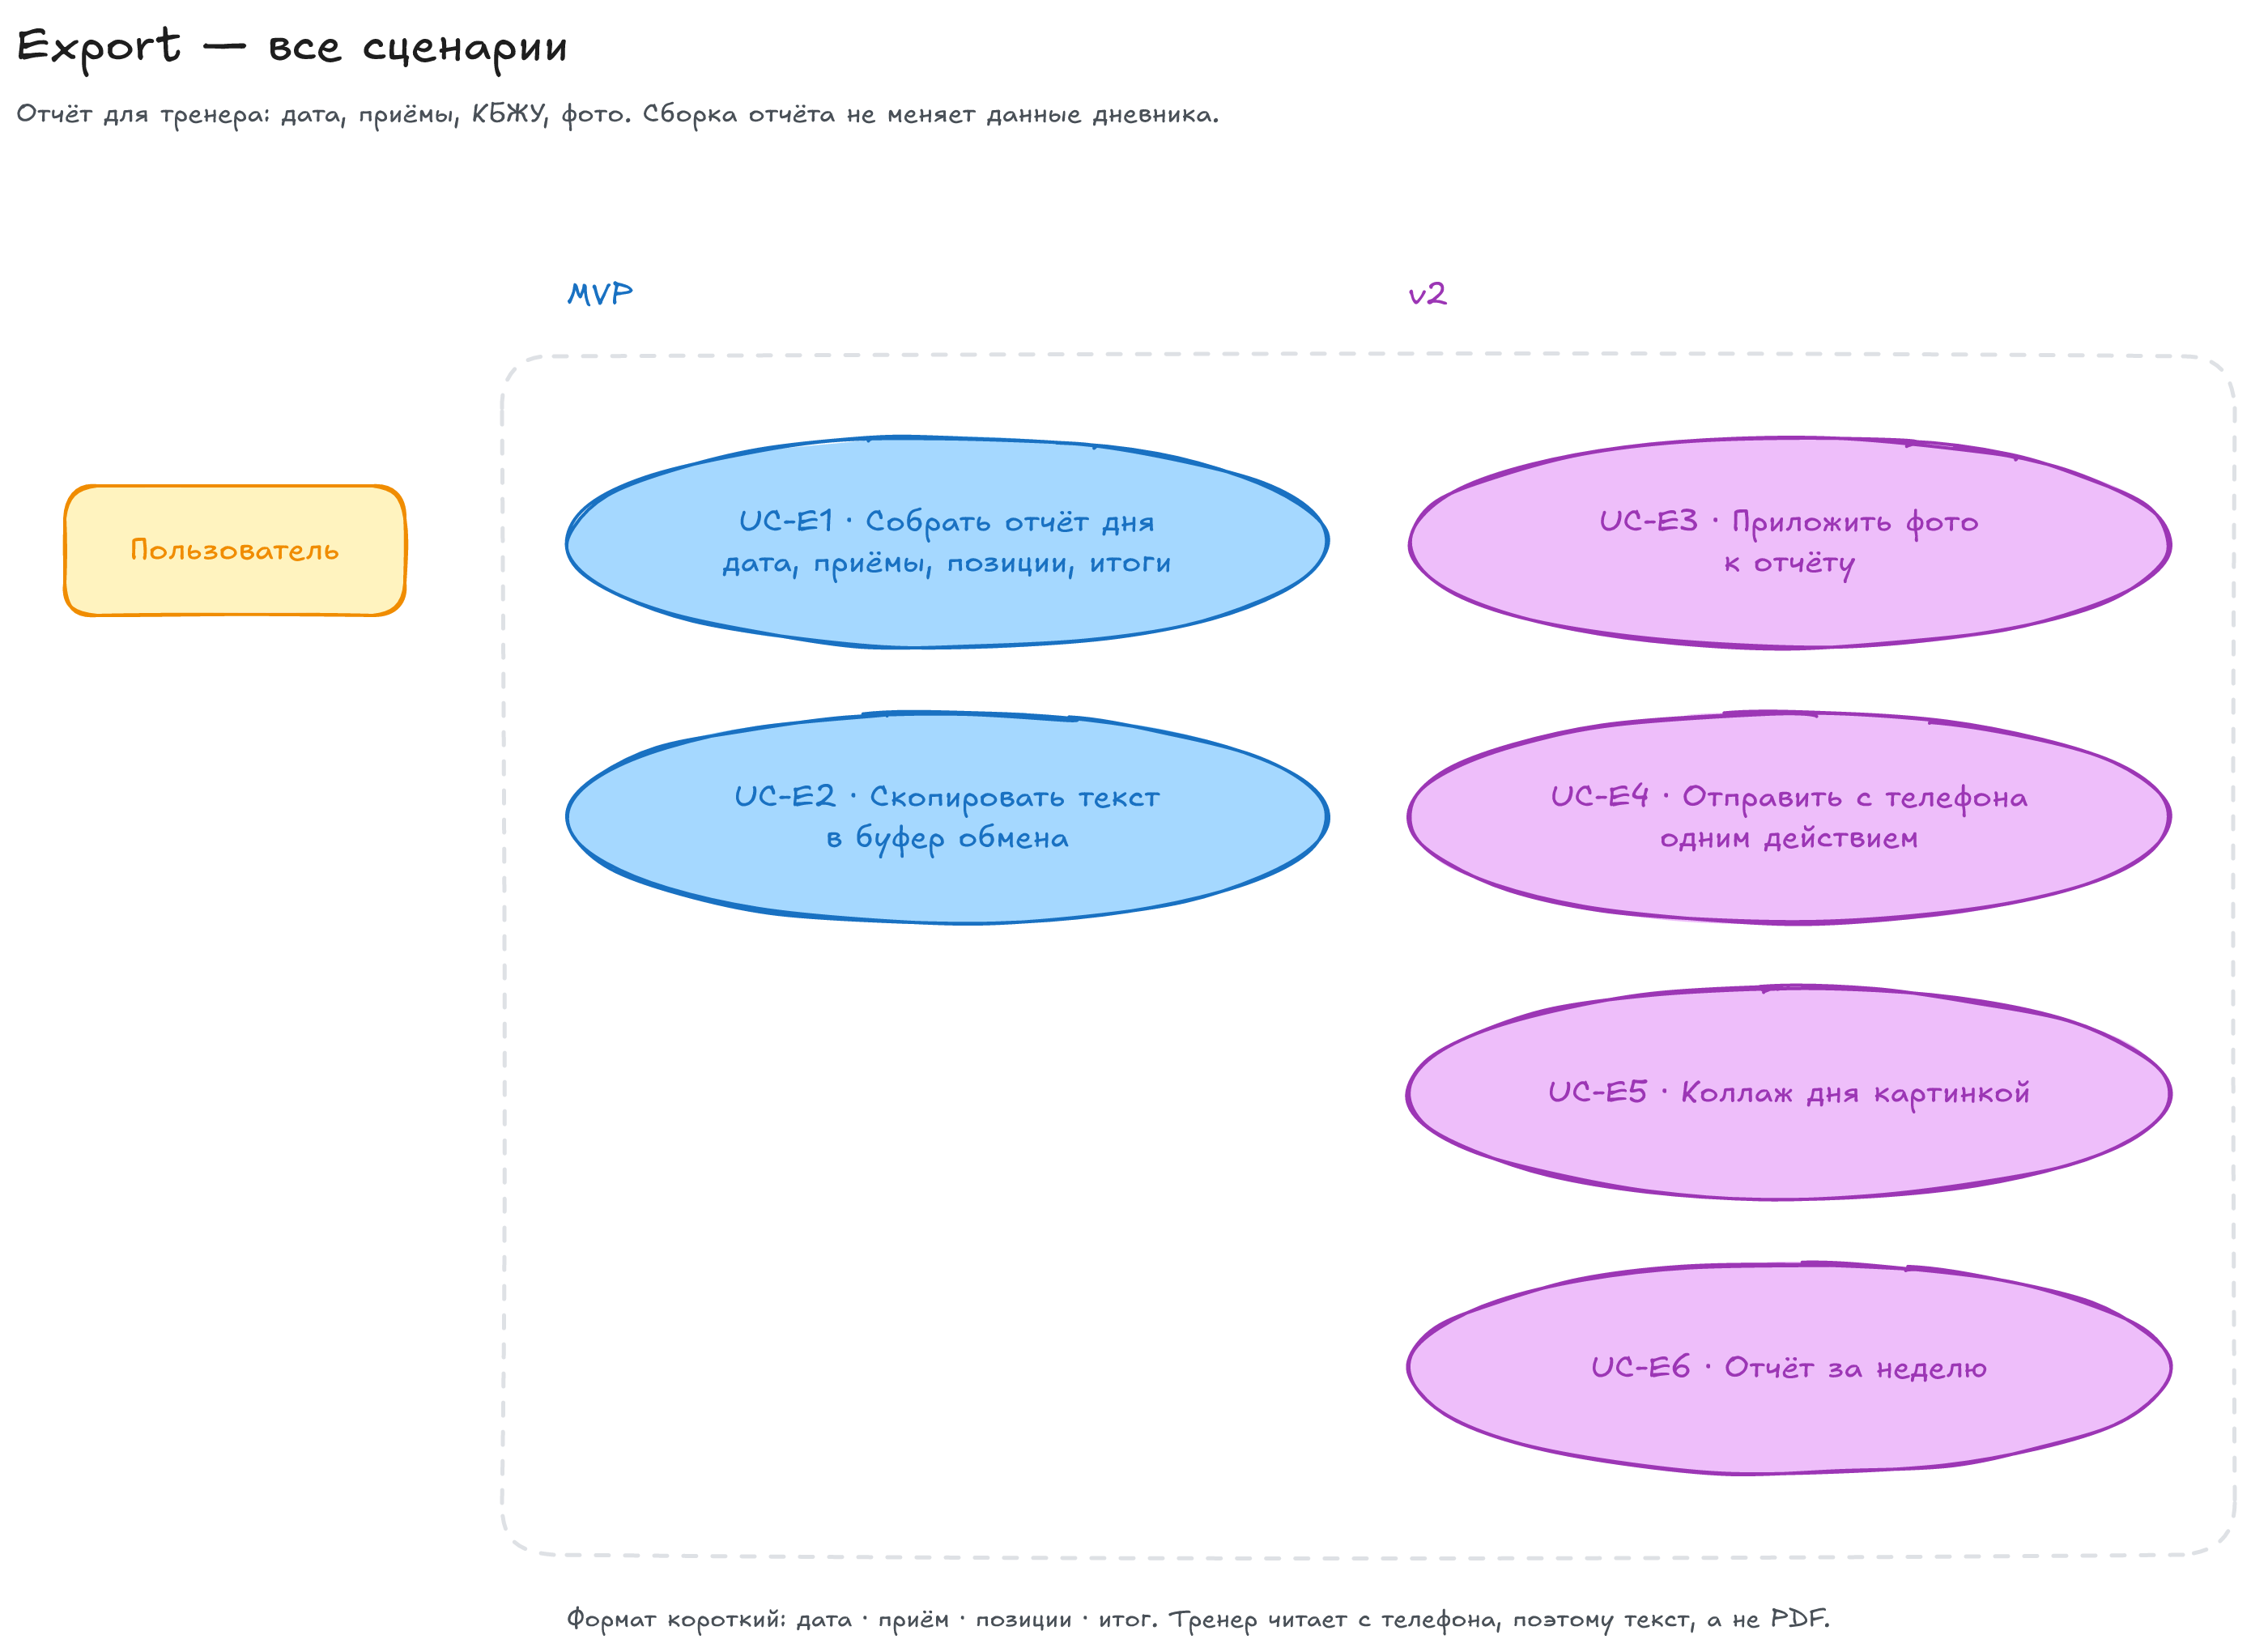 Export — все сценарии
Отчёт для тренера: дата, приёмы, КБЖУ, фото. Сборка отчёта не меняет данные дневника.
MVP
v2
Пользователь
UC-E1 · Собрать отчёт дня
дата, приёмы, позиции, итоги
UC-E3 · Приложить фото
к отчёту
UC-E2 · Скопировать текст
в буфер обмена
UC-E4 · Отправить с телефона
одним действием
UC-E5 · Коллаж дня картинкой
UC-E6 · Отчёт за неделю
Формат короткий: дата · приём · позиции · итог. Тренер читает с телефона, поэтому текст, а не PDF.